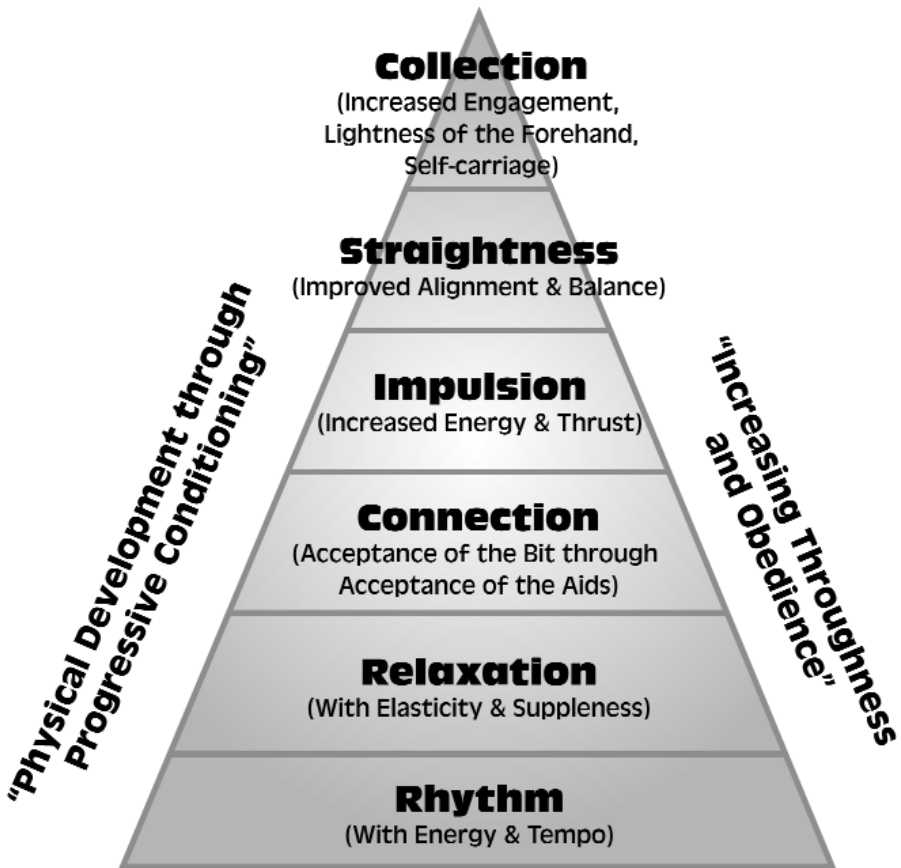 Collection
(Increased Engagement,
Lightness of the Forehand,
Self-carriage)
Straightness
(Improved Alignment & Balance)
Impulsion
(Increased Energy & Thrust)
Connection
(Acceptance of the Bit through
Acceptance of the Aids)
Relaxation
(With Elasticity & Suppleness)
Rhythm
(With Energy & Tempo)
“Physical Development through
Progressive Conditioning”
“Increasing Throughness
and Obedience”